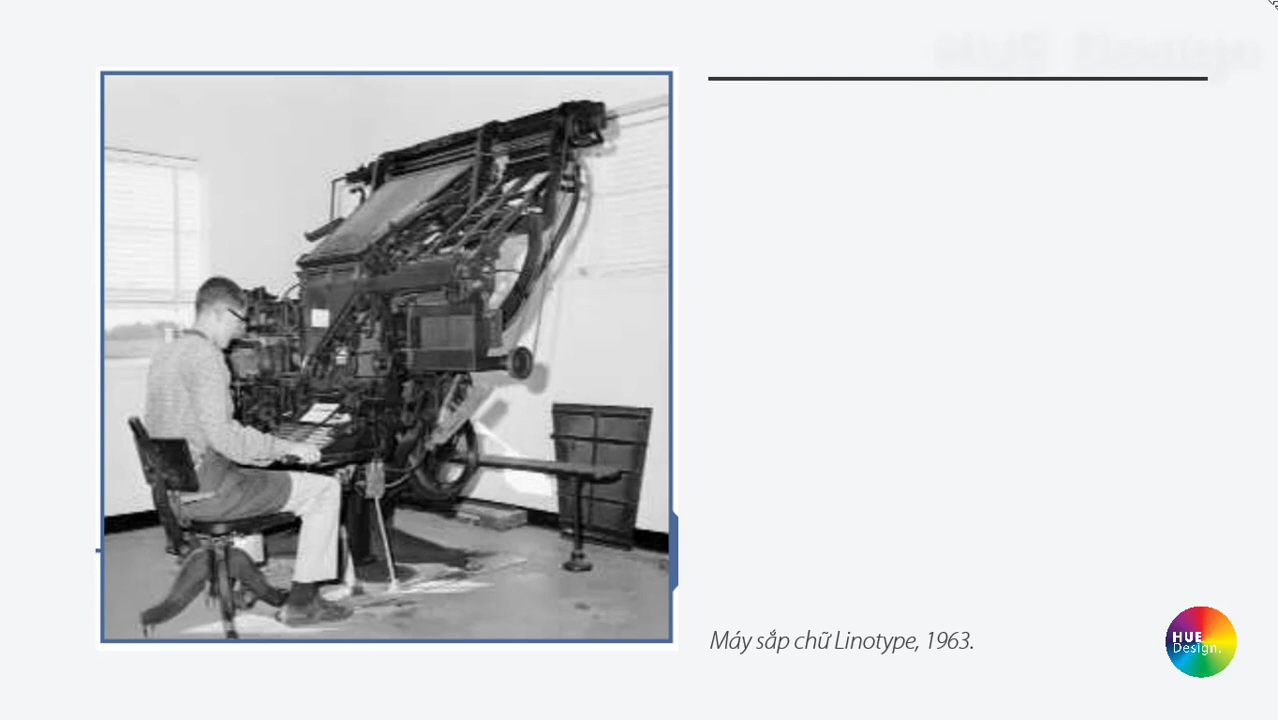 Máy sắp chữ Linotype, 1963.
HUE
Design.